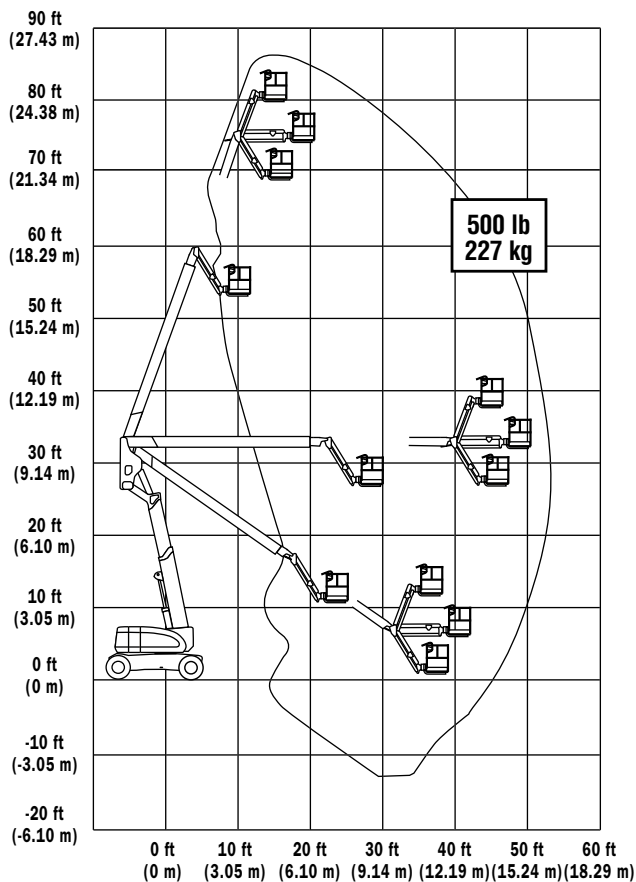 90 ft
(27.43 m)
80 ft
(24.38 m)
70 ft
(21.34 m)
60 ft
(18.29 m)
50 ft
(15.24 m)
40 ft
(12.19 m)
30 ft
(9.14 m)
20 ft
(6.10 m)
10 ft
(3.05 m)
0 ft
(0 m)
-10 ft
(-3.05 m)
-20 ft
(-6.10 m)
500 lb
227 kg
0 ft 10 ft 20 ft 30 ft 40 ft 50 ft 60 ft
(0 m) (3.05 m) (6.10 m) (9.14 m) (12.19 m) (15.24 m) (18.29 m)